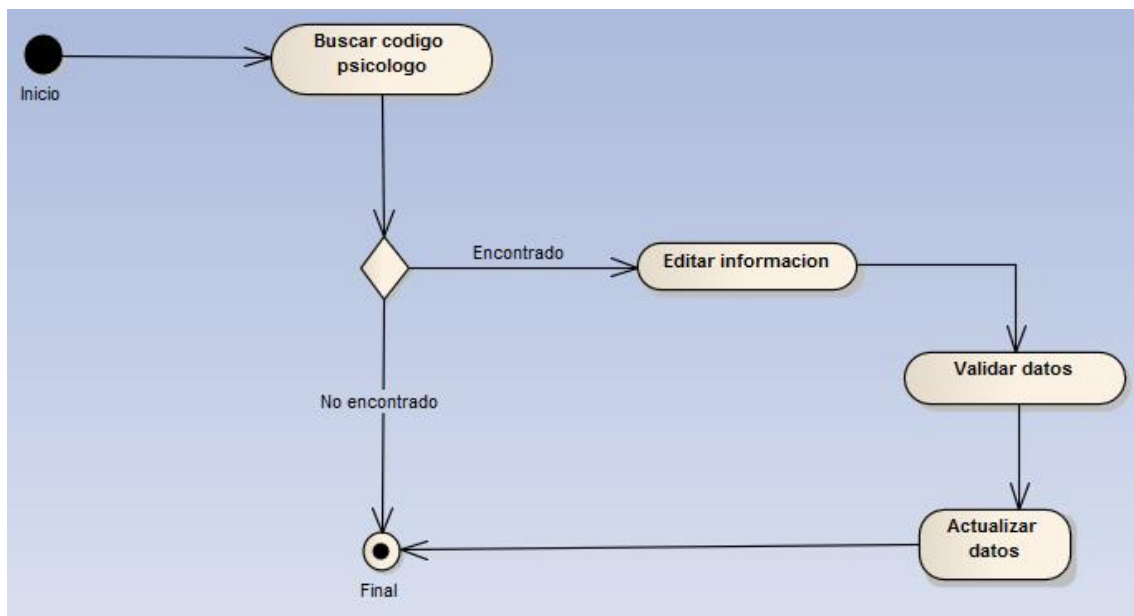 Buscar codigo
psicologo
Inicio
Encontrado
Editar informacion
Validar datos
No encontrado
Actualizar
datos
Final